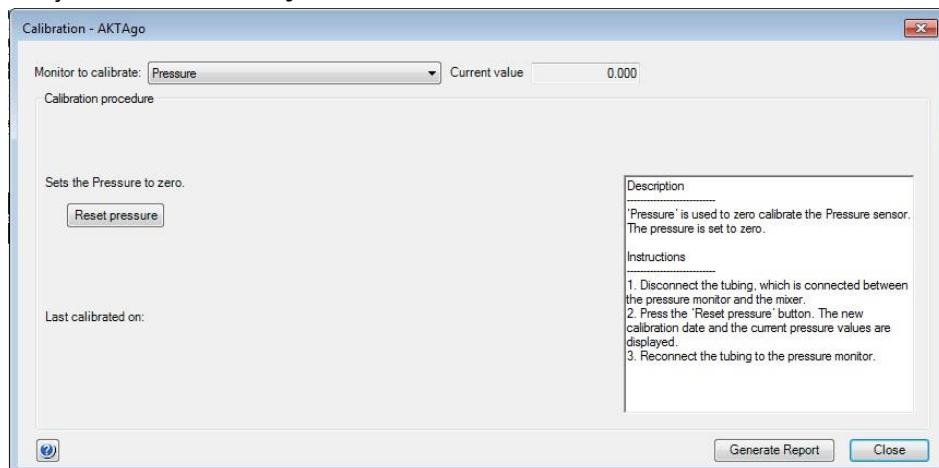 Calibration - AKTAgo
Monitor to calibrate: Pressure Current value 0.000
Calibration procedure
Sets the Pressure to zero.
Reset pressure
Last calibrated on:
Description
----------------------------
'Pressure' is used to zero calibrate the Pressure sensor.
The pressure is set to zero.
Instructions
----------------------------
1. Disconnect the tubing, which is connected between
the pressure monitor and the mixer.
2. Press the 'Reset pressure' button. The new
calibration date and the current pressure values are
displayed.
3. Reconnect the tubing to the pressure monitor.
? Generate Report Close